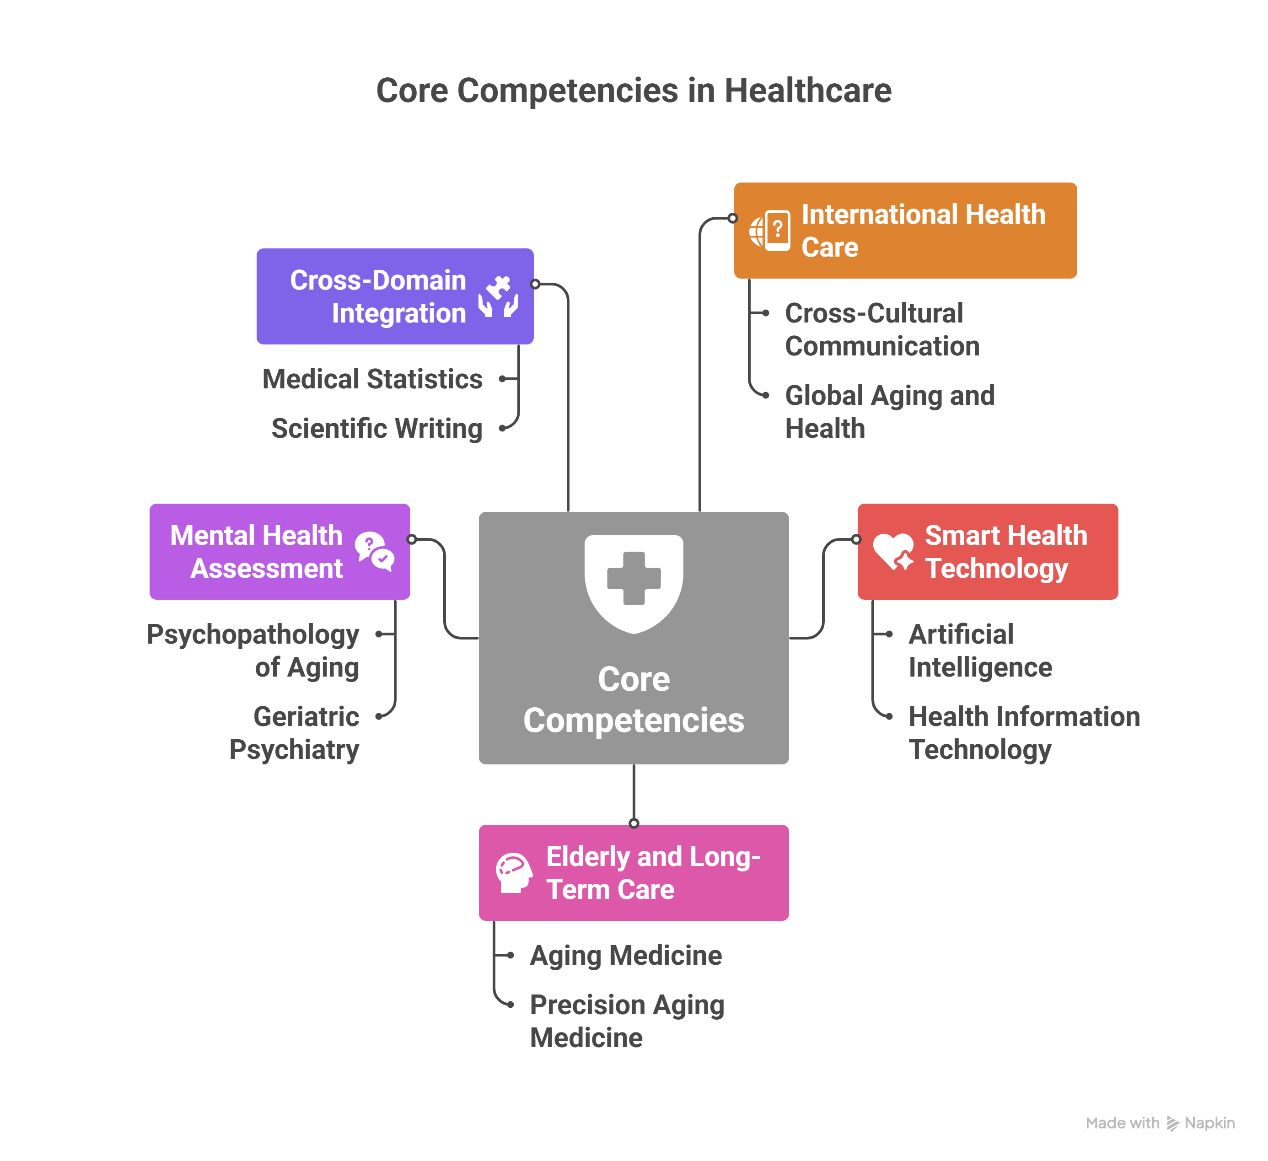 Core Competencies in Healthcare
International Health
Care
Cross-Cultural
Communication
Global Aging and
Health
Cross-Domain
Integration
Medical Statistics
Scientific Writing
Mental Health
Assessment
Psychopathology
of Aging
Geriatric
Psychiatry
Core
Competencies
Smart Health
Technology
Artificial
Intelligence
Health Information
Technology
Elderly and Long-
Term Care
Aging Medicine
Precision Aging
Medicine
Made with Napkin